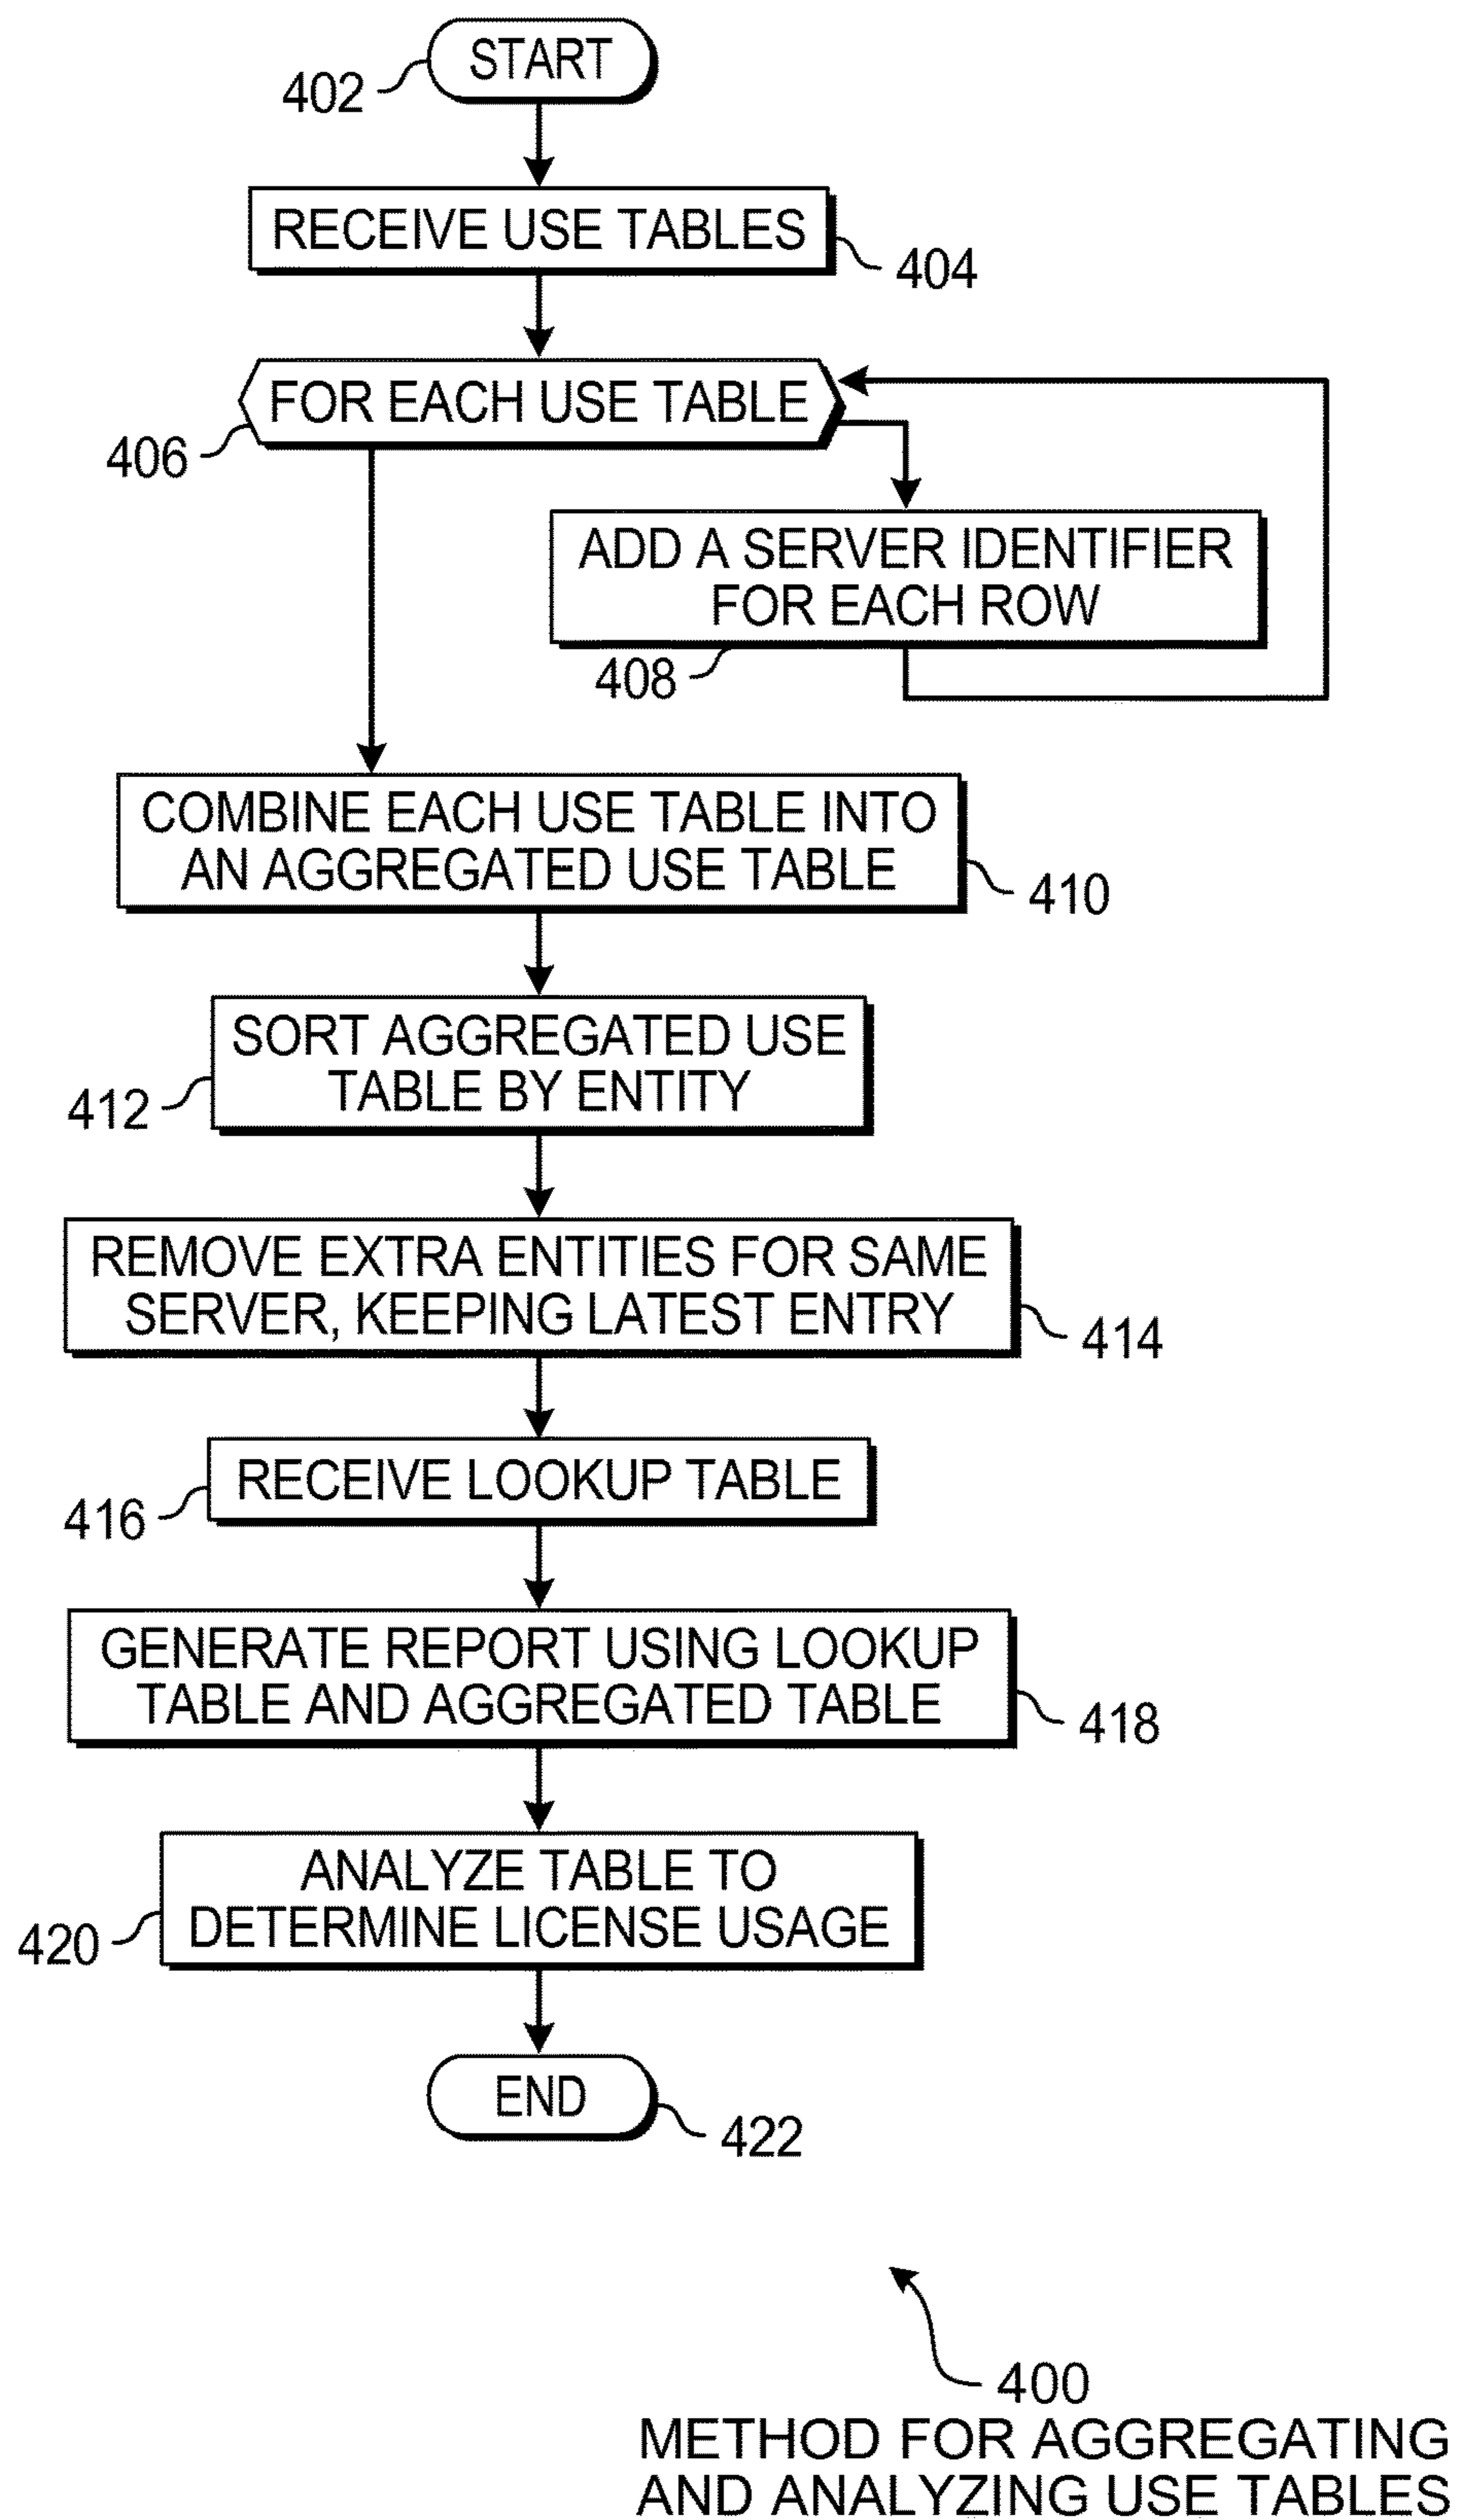 START
402
RECEIVE USE TABLES
404
FOR EACH USE TABLE
406
ADD A SERVER IDENTIFIER
FOR EACH ROW
408
COMBINE EACH USE TABLE INTO
AN AGGREGATED USE TABLE
410
SORT AGGREGATED USE
TABLE BY ENTITY
412
REMOVE EXTRA ENTITIES FOR SAME
SERVER, KEEPING LATEST ENTRY
414
RECEIVE LOOKUP TABLE
416
GENERATE REPORT USING LOOKUP
TABLE AND AGGREGATED TABLE
418
ANALYZE TABLE TO
DETERMINE LICENSE USAGE
420
END
422
400
METHOD FOR AGGREGATING
AND ANALYZING USE TABLES